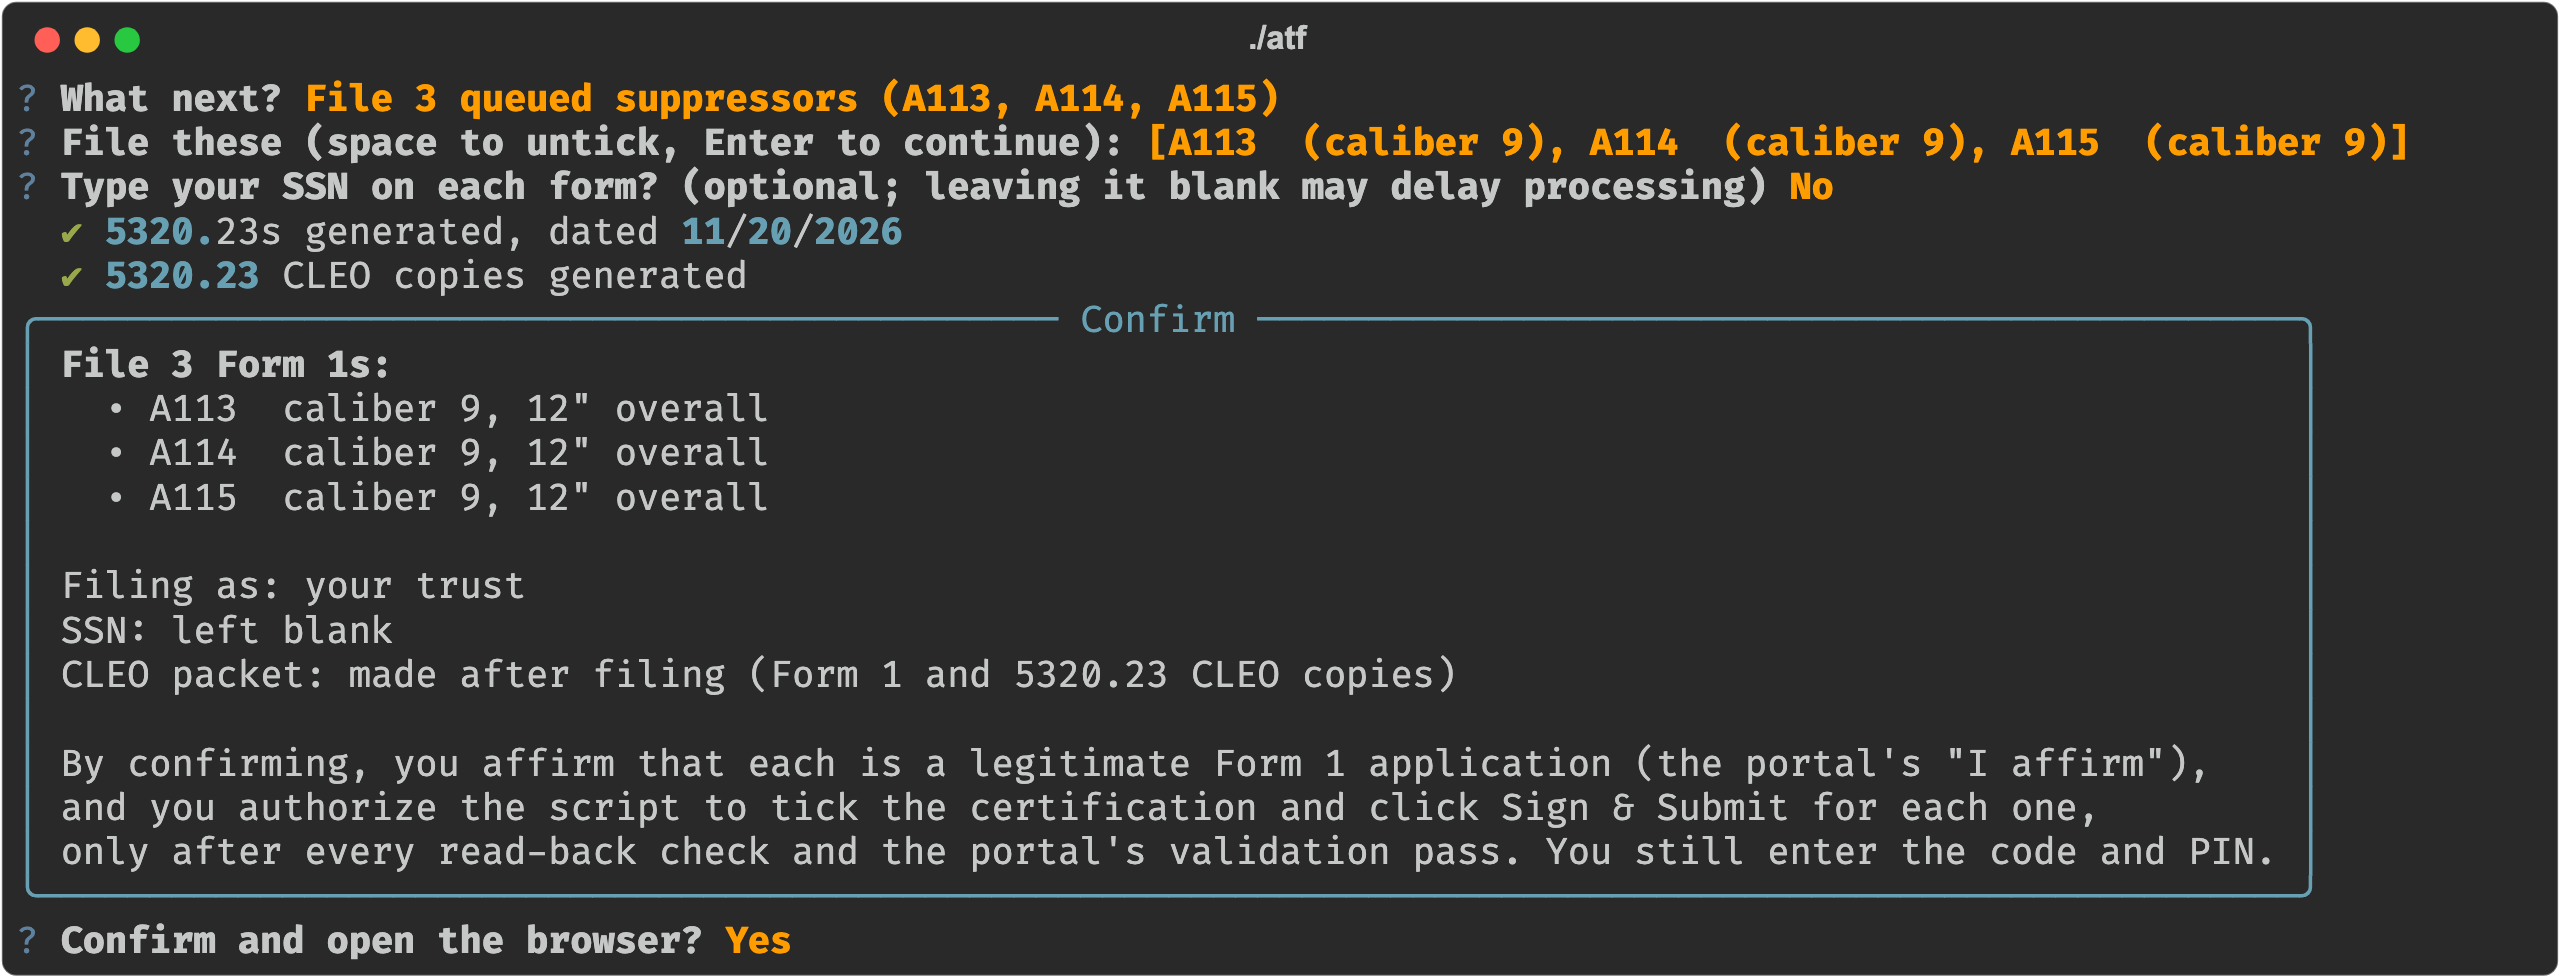 ./atf
? What next? File 3 queued suppressors (A113, A114, A115)
? File these (space to untick, Enter to continue): [A113  (caliber 9), A114  (caliber 9), A115  (caliber 9)]
? Type your SSN on each form? (optional; leaving it blank may delay processing) No
✔ 5320.23s generated, dated 11/20/2026
✔ 5320.23 CLEO copies generated
Confirm
File 3 Form 1s:
• A113  caliber 9, 12" overall
• A114  caliber 9, 12" overall
• A115  caliber 9, 12" overall
Filing as: your trust
SSN: left blank
CLEO packet: made after filing (Form 1 and 5320.23 CLEO copies)
By confirming, you affirm that each is a legitimate Form 1 application (the portal's "I affirm"),
and you authorize the script to tick the certification and click Sign & Submit for each one,
only after every read-back check and the portal's validation pass. You still enter the code and PIN.
? Confirm and open the browser? Yes